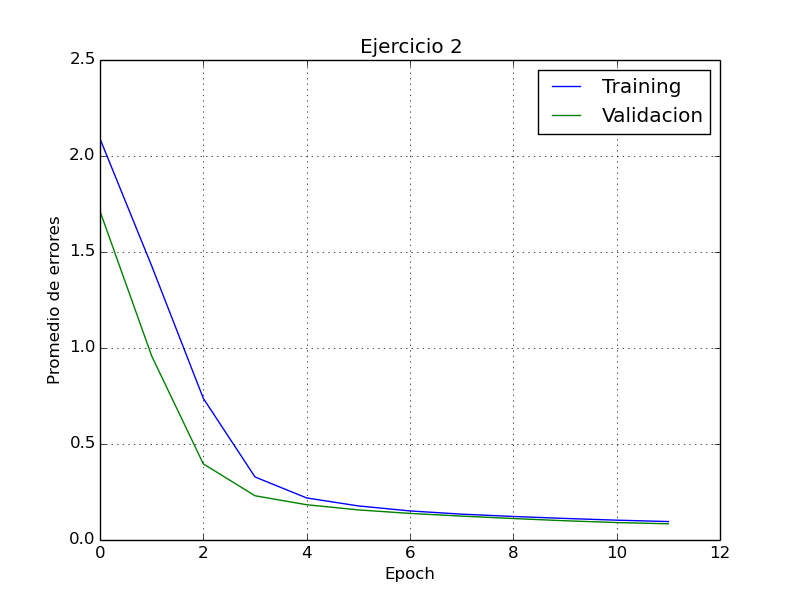 Ejercicio 2
2.5
Training
Validacion
2.0
1.5
1.0
0.5
0.0
Promedio de errores
0 2 4 6 8 10 12
Epoch